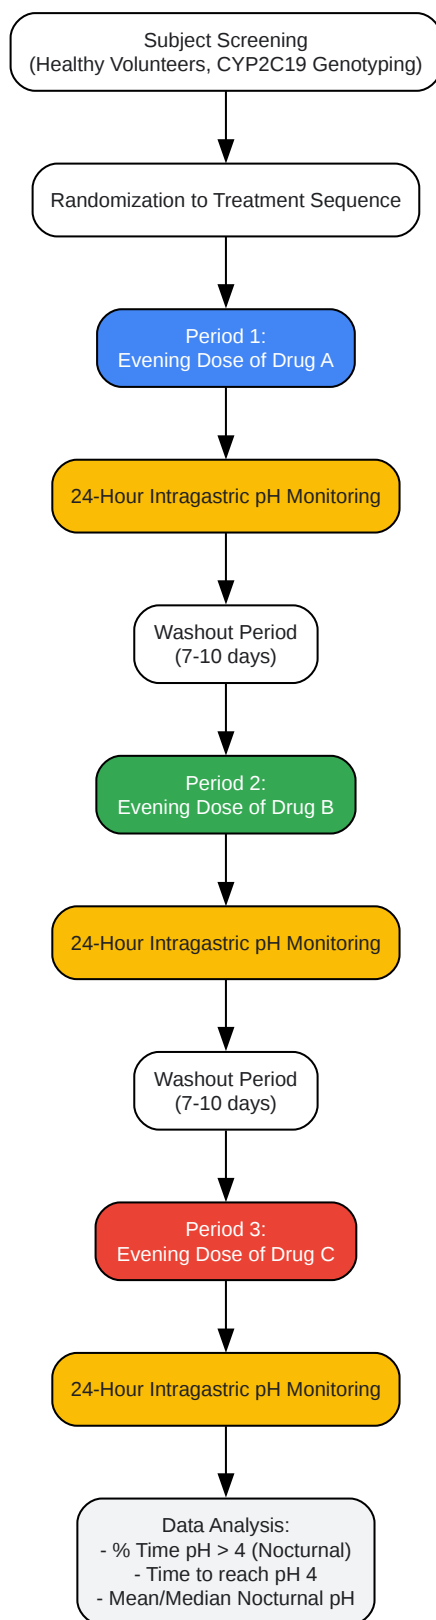 Subject Screening
(Healthy Volunteers, CYP2C19 Genotyping)
Randomization to Treatment Sequence
Period 1:
Evening Dose of Drug A
24-Hour Intragastric pH Monitoring
Washout Period
(7-10 days)
Period 2:
Evening Dose of Drug B
24-Hour Intragastric pH Monitoring
Washout Period
(7-10 days)
Period 3:
Evening Dose of Drug C
24-Hour Intragastric pH Monitoring
Data Analysis:
- % Time pH > 4 (Nocturnal)
- Time to reach pH 4
- Mean/Median Nocturnal pH